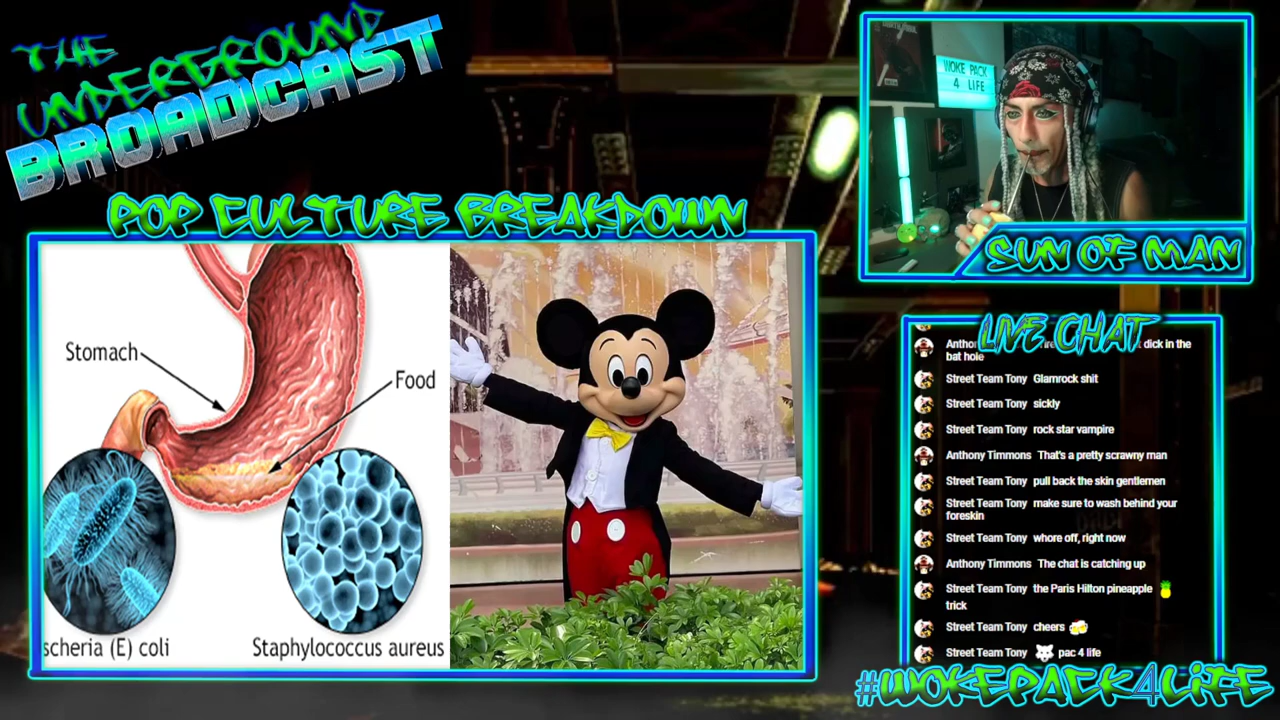 THE
UNDERGROUND
BROADCAST
POP CULTURE BREAKDOWN
Stomach
Food
scheria (E) coli
Staphylococcus aureus
WOKE PACK
4 LIFE
SUN OF MAN
LIVE CHAT
dick in the
bat hole
Street Team Tony Glamrock shit
Street Team Tony sickly
Street Team Tony rock star vampire
Anthony Timmons That's a pretty scrawny man
Street Team Tony pull back the skin gentlemen
Street Team Tony make sure to wash behind your
foreskin
Street Team Tony whore off, right now
Anthony Timmons The chat is catching up
Street Team Tony the Paris Hilton pineapple 🍍
trick
Street Team Tony cheers 🍻
Street Team Tony 🐺 pac 4 life
#WOKEPACK4LIFE